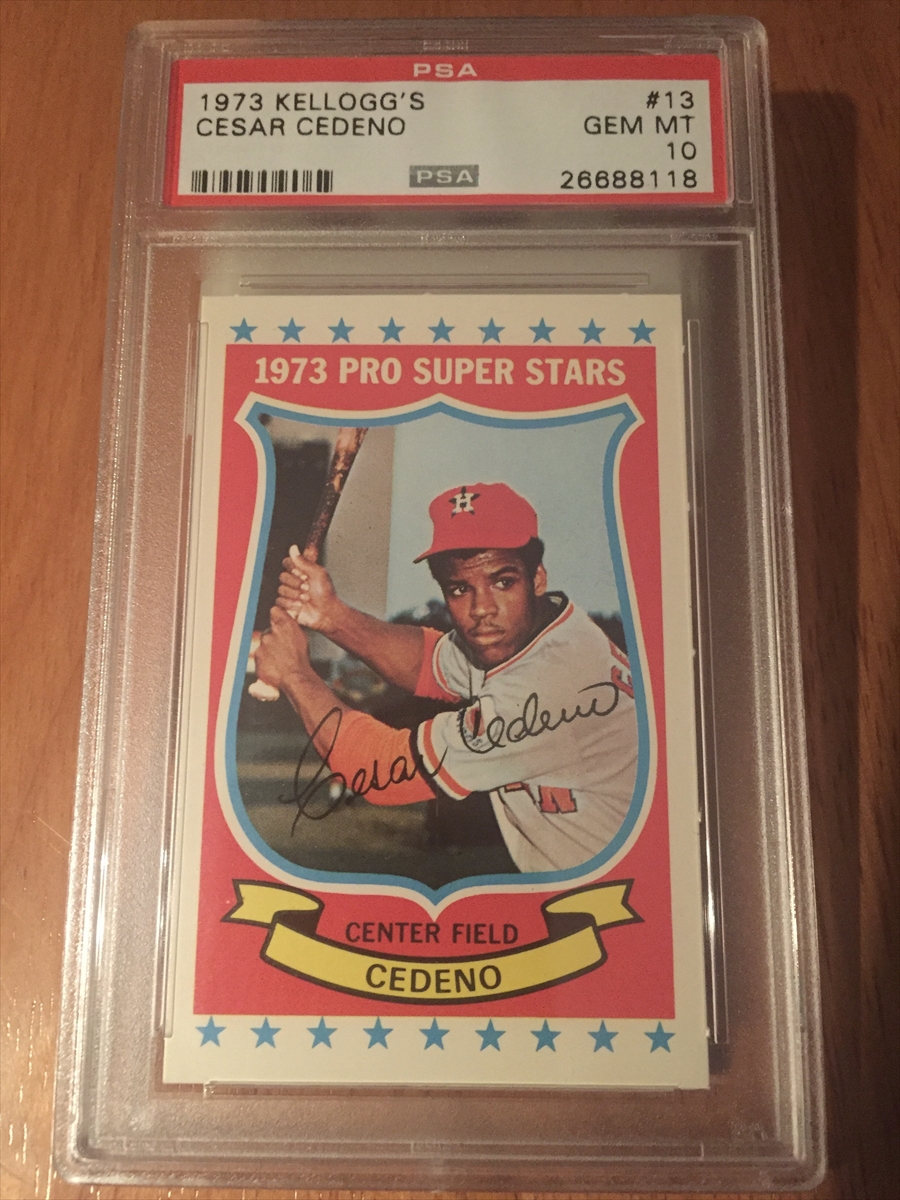 PSA
1973 KELLOGG'S #13
CESAR CEDENO GEM MT
10
PSA 26688118
1973 PRO SUPER STARS
H
Cesar Cedeno
CENTER FIELD
CEDENO